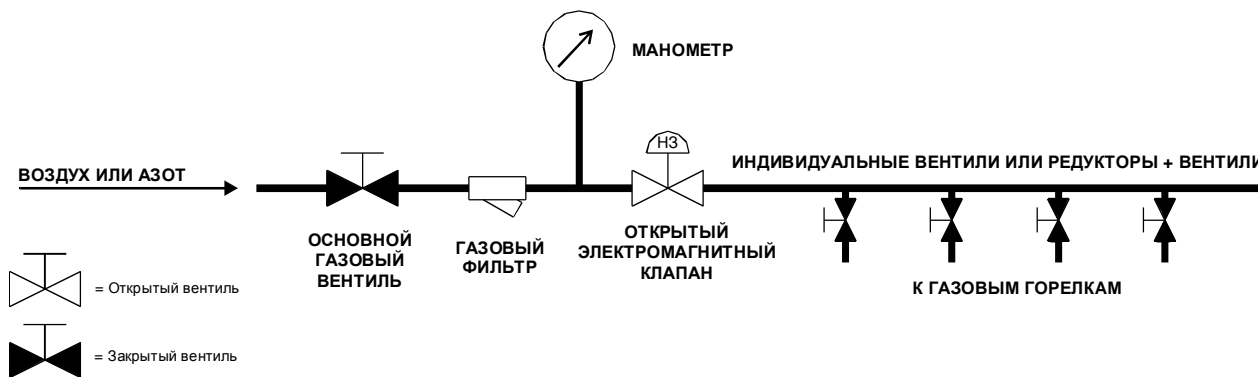 МАНОМЕТР
НЗ
ВОЗДУХ ИЛИ АЗОТ
ИНДИВИДУАЛЬНЫЕ ВЕНТИЛИ ИЛИ РЕДУКТОРЫ + ВЕНТИЛИ
ОСНОВНОЙ
ГАЗОВЫЙ
ВЕНТИЛЬ
ГАЗОВЫЙ
ФИЛЬТР
ОТКРЫТЫЙ
ЭЛЕКТРОМАГНИТНЫЙ
КЛАПАН
К ГАЗОВЫМ ГОРЕЛКАМ
= Открытый вентиль
= Закрытый вентиль